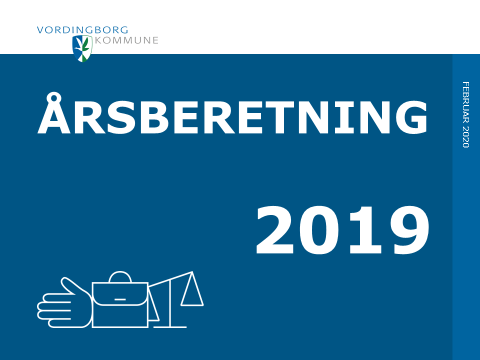 VORDINGBORG
KOMMUNE
ÅRSBERETNING
2019
FEBRUAR 2020